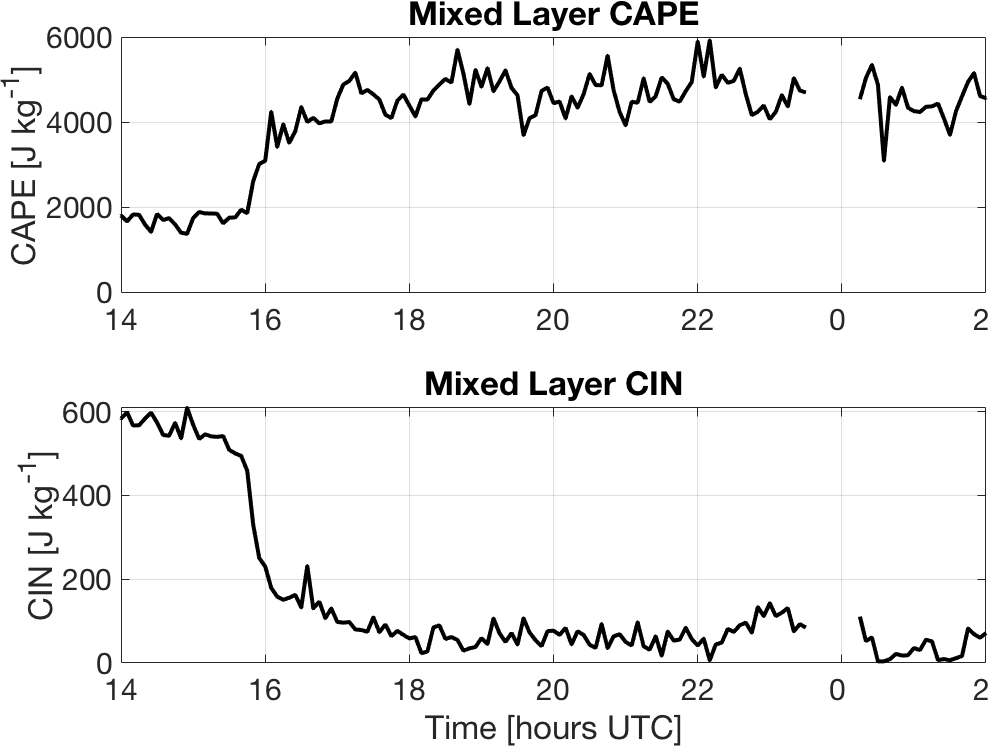 Mixed Layer CAPE
CAPE [J kg-1]
6000
4000
2000
0
14 16 18 20 22 0 2
Mixed Layer CIN
CIN [J kg-1]
600
400
200
0
14 16 18 20 22 0 2
Time [hours UTC]